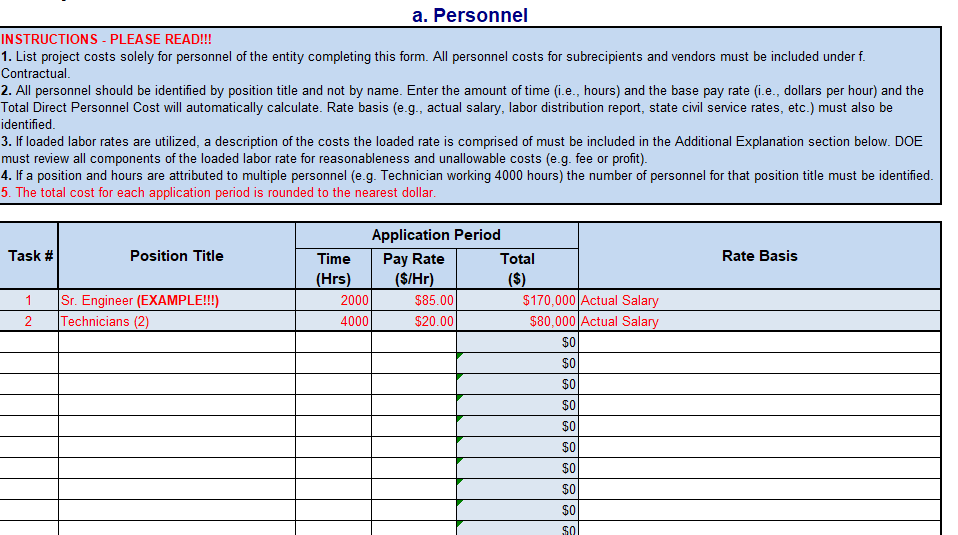 a. Personnel
INSTRUCTIONS - PLEASE READ!!!
1. List project costs solely for personnel of the entity completing this form. All personnel costs for subrecipients and vendors must be included under f.
Contractual.
2. All personnel should be identified by position title and not by name. Enter the amount of time (i.e., hours) and the base pay rate (i.e., dollars per hour) and the
Total Direct Personnel Cost will automatically calculate. Rate basis (e.g., actual salary, labor distribution report, state civil service rates, etc.) must also be
identified.
3. If loaded labor rates are utilized, a description of the costs the loaded rate is comprised of must be included in the Additional Explanation section below. DOE
must review all components of the loaded labor rate for reasonableness and unallowable costs (e.g. fee or profit).
4. If a position and hours are attributed to multiple personnel (e.g. Technician working 4000 hours) the number of personnel for that position title must be identified.
5. The total cost for each application period is rounded to the nearest dollar.
Application Period
Task # Position Title Time (Hrs) Pay Rate ($/Hr) Total ($) Rate Basis
1 Sr. Engineer (EXAMPLE!!!) 2000 $85.00 $170,000 Actual Salary
2 Technicians (2) 4000 $20.00 $80,000 Actual Salary
$0
$0
$0
$0
$0
$0
$0
$0
$0
$0